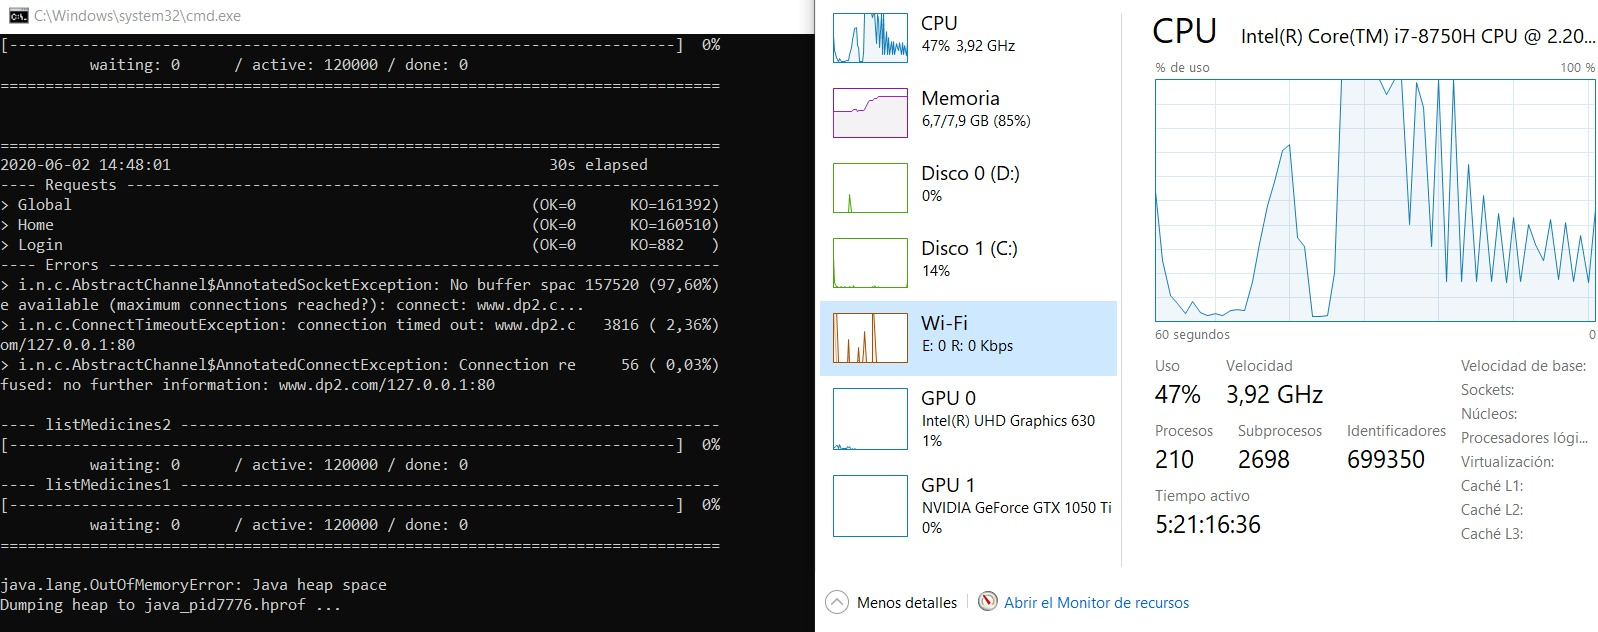 C:\Windows\system32\cmd.exe
[--------------------------------------------------------------------------] 0%
waiting: 0 / active: 120000 / done: 0
================================================================================
================================================================================
2020-06-02 14:48:01 30s elapsed
---- Requests ------------------------------------------------------------------
> Global (OK=0 KO=161392)
> Home (OK=0 KO=160510)
> Login (OK=0 KO=882 )
---- Errors --------------------------------------------------------------------
> i.n.c.AbstractChannel$AnnotatedSocketException: No buffer spac 157520 (97,60%)
e available (maximum connections reached?): connect: www.dp2.c...
> i.n.c.ConnectTimeoutException: connection timed out: www.dp2.c 3816 ( 2,36%)
om/127.0.0.1:80
> i.n.c.AbstractChannel$AnnotatedConnectException: Connection re 56 ( 0,03%)
fused: no further information: www.dp2.com/127.0.0.1:80
---- listMedicines2 ------------------------------------------------------------
[--------------------------------------------------------------------------] 0%
waiting: 0 / active: 120000 / done: 0
---- listMedicines1 ------------------------------------------------------------
[--------------------------------------------------------------------------] 0%
waiting: 0 / active: 120000 / done: 0
================================================================================
java.lang.OutOfMemoryError: Java heap space
Dumping heap to java_pid7776.hprof ...
CPU
47% 3,92 GHz
Memoria
6,7/7,9 GB (85%)
Disco 0 (D:)
0%
Disco 1 (C:)
14%
Wi-Fi
E: 0 R: 0 Kbps
GPU 0
Intel(R) UHD Graphics 630
1%
GPU 1
NVIDIA GeForce GTX 1050 Ti
0%
CPU Intel(R) Core(TM) i7-8750H CPU @ 2.20...
% de uso 100 %
60 segundos 0
Uso Velocidad
47% 3,92 GHz
Procesos Subprocesos Identificadores
210 2698 699350
Tiempo activo
5:21:16:36
Velocidad de base:
Sockets:
Núcleos:
Procesadores lógi...
Virtualización:
Caché L1:
Caché L2:
Caché L3:
Menos detalles Abrir el Monitor de recursos